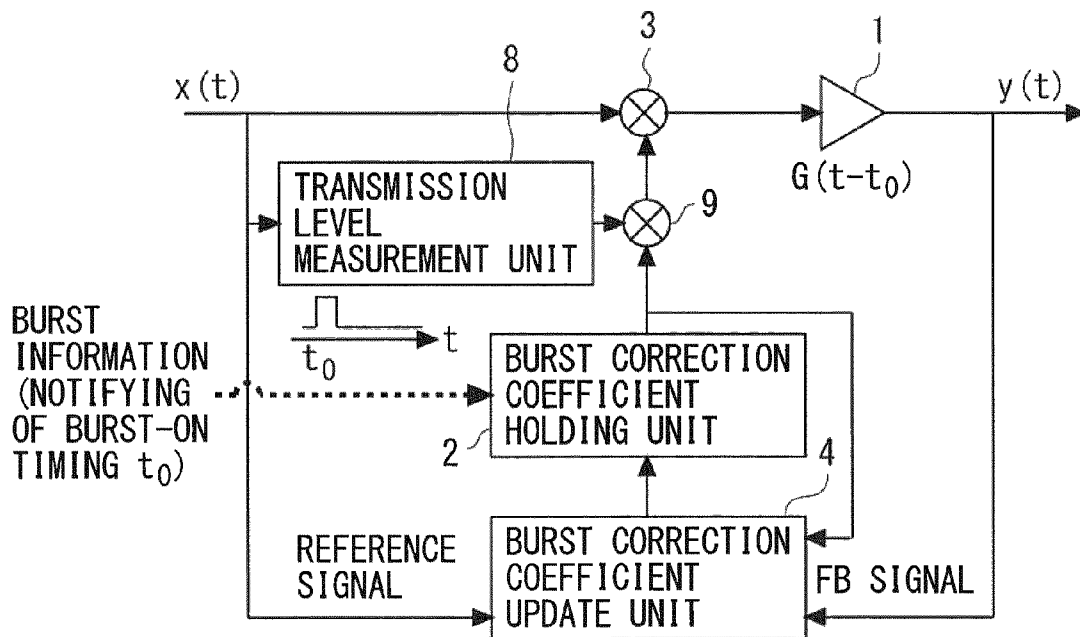 3
1
8
x(t)
y(t)
TRANSMISSION
LEVEL
MEASUREMENT UNIT
9
G(t-t0)
BURST
INFORMATION
(NOTIFYING
OF BURST-ON
TIMING t0)
t
t0
BURST CORRECTION
COEFFICIENT
HOLDING UNIT
2
4
REFERENCE
SIGNAL
BURST CORRECTION
COEFFICIENT
UPDATE UNIT
FB SIGNAL